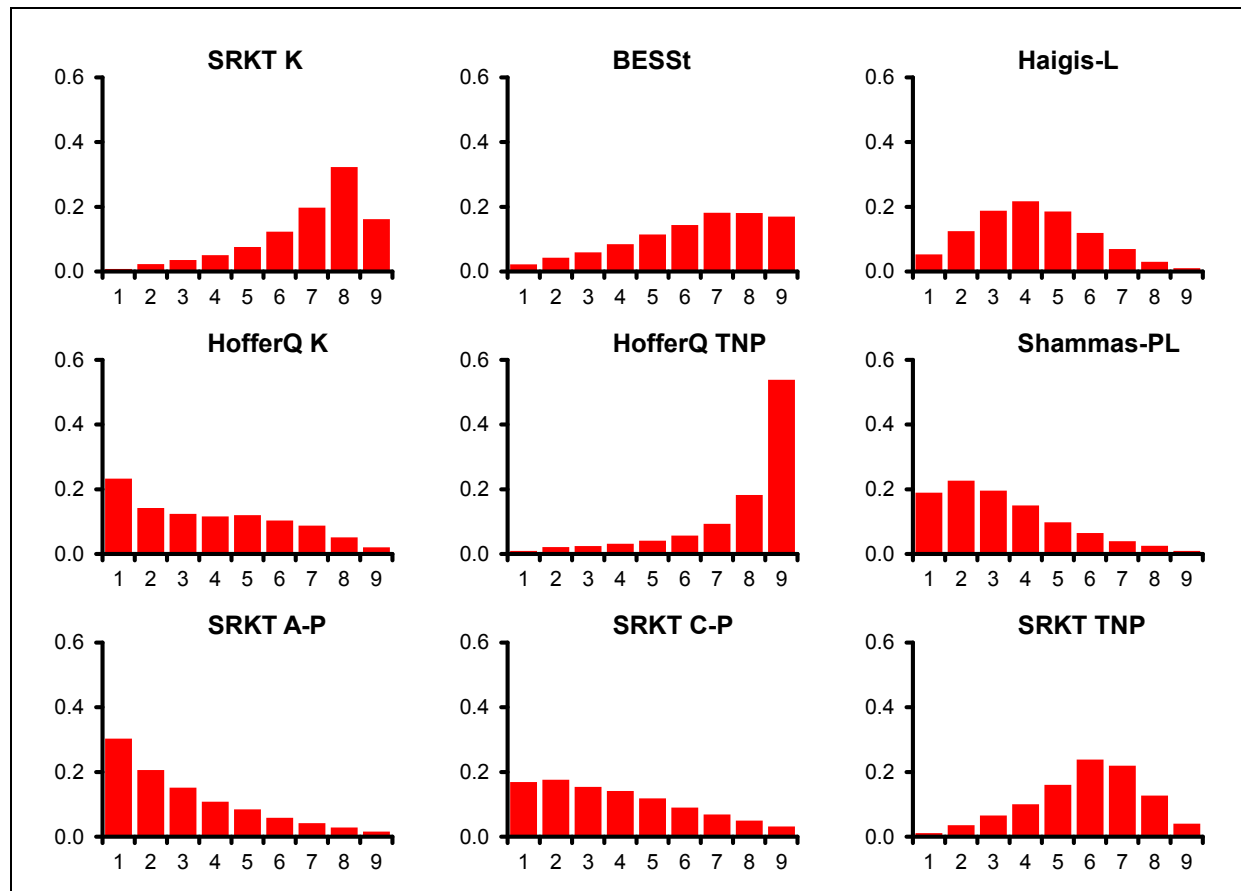 SRKT K BESSt Haigis-L
0.6 0.6 0.6
0.4 0.4 0.4
0.2 0.2 0.2
0.0 0.0 0.0
1 2 3 4 5 6 7 8 9 1 2 3 4 5 6 7 8 9 1 2 3 4 5 6 7 8 9
HofferQ K HofferQ TNP Shammas-PL
0.6 0.6 0.6
0.4 0.4 0.4
0.2 0.2 0.2
0.0 0.0 0.0
1 2 3 4 5 6 7 8 9 1 2 3 4 5 6 7 8 9 1 2 3 4 5 6 7 8 9
SRKT A-P SRKT C-P SRKT TNP
0.6 0.6 0.6
0.4 0.4 0.4
0.2 0.2 0.2
0.0 0.0 0.0
1 2 3 4 5 6 7 8 9 1 2 3 4 5 6 7 8 9 1 2 3 4 5 6 7 8 9